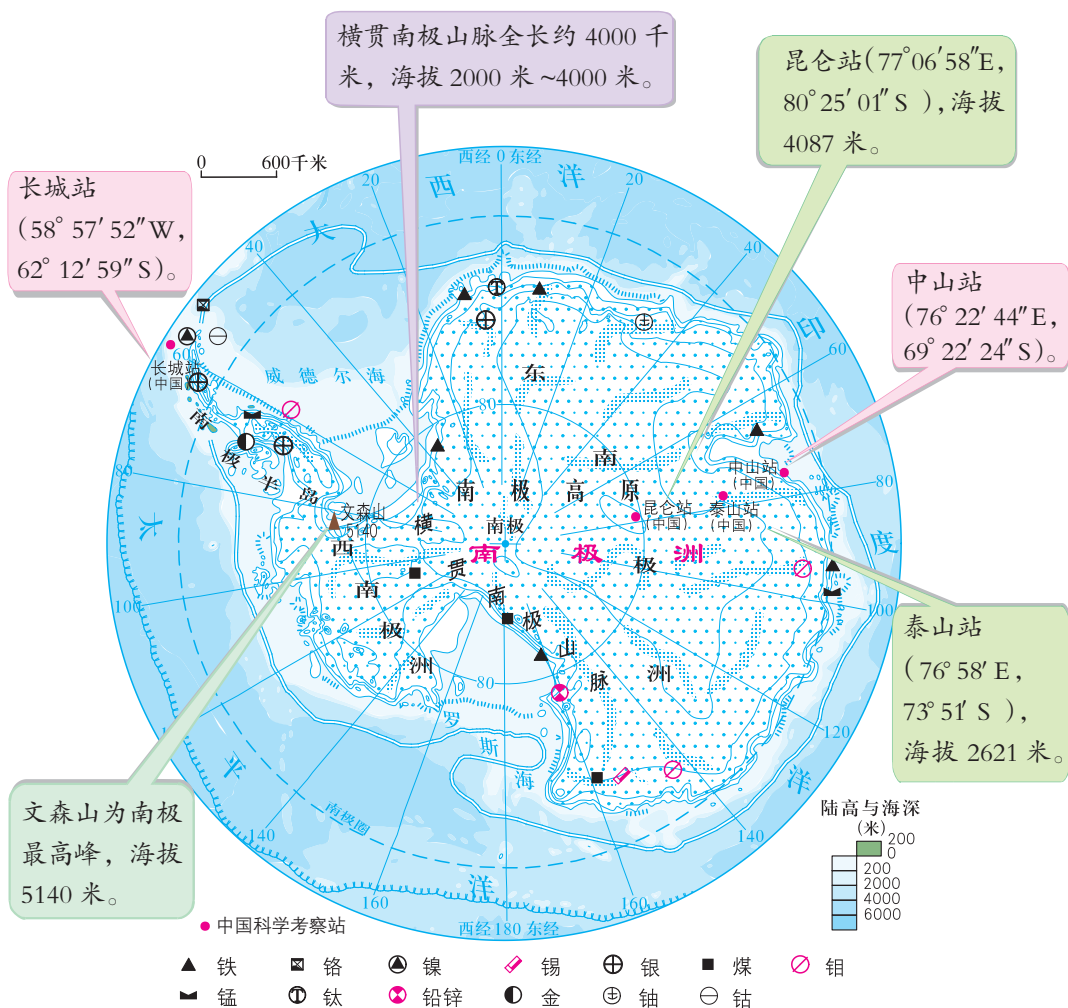 横贯南极山脉全长约 4000 千
米，海拔 2000 米 ~4000 米。
昆仑站(77°06′58″E，
80°25′01″S )，海拔
4087 米。
0 600千米
长城站
(58° 57′ 52″W，
62° 12′ 59″S)。
中山站
(76° 22′ 44″E，
69° 22′ 24″S)。
泰山站
(76°58′ E，
73°51′ S )，
海拔 2621 米。
文森山为南极
最高峰，海拔
5140 米。
西经 0 东经
20
20
40
40
60
60
80
80
100
100
120
120
140
140
160
160
80
80
西经 180 东经
大西洋
印度洋
太平洋
威德尔海
罗斯海
南极圈
长城站
(中国)
南极半岛
文森山
5140
东南极洲
南极高原
南极
南极洲
西南极洲
横贯南极山脉
昆仑站
(中国)
泰山站
(中国)
中山站
(中国)
陆高与海深
(米)
200
0
200
2000
4000
6000
中国科学考察站
铁 铬 镍 锡 银 煤 钼
锰 钛 铅锌 金 铀 钴